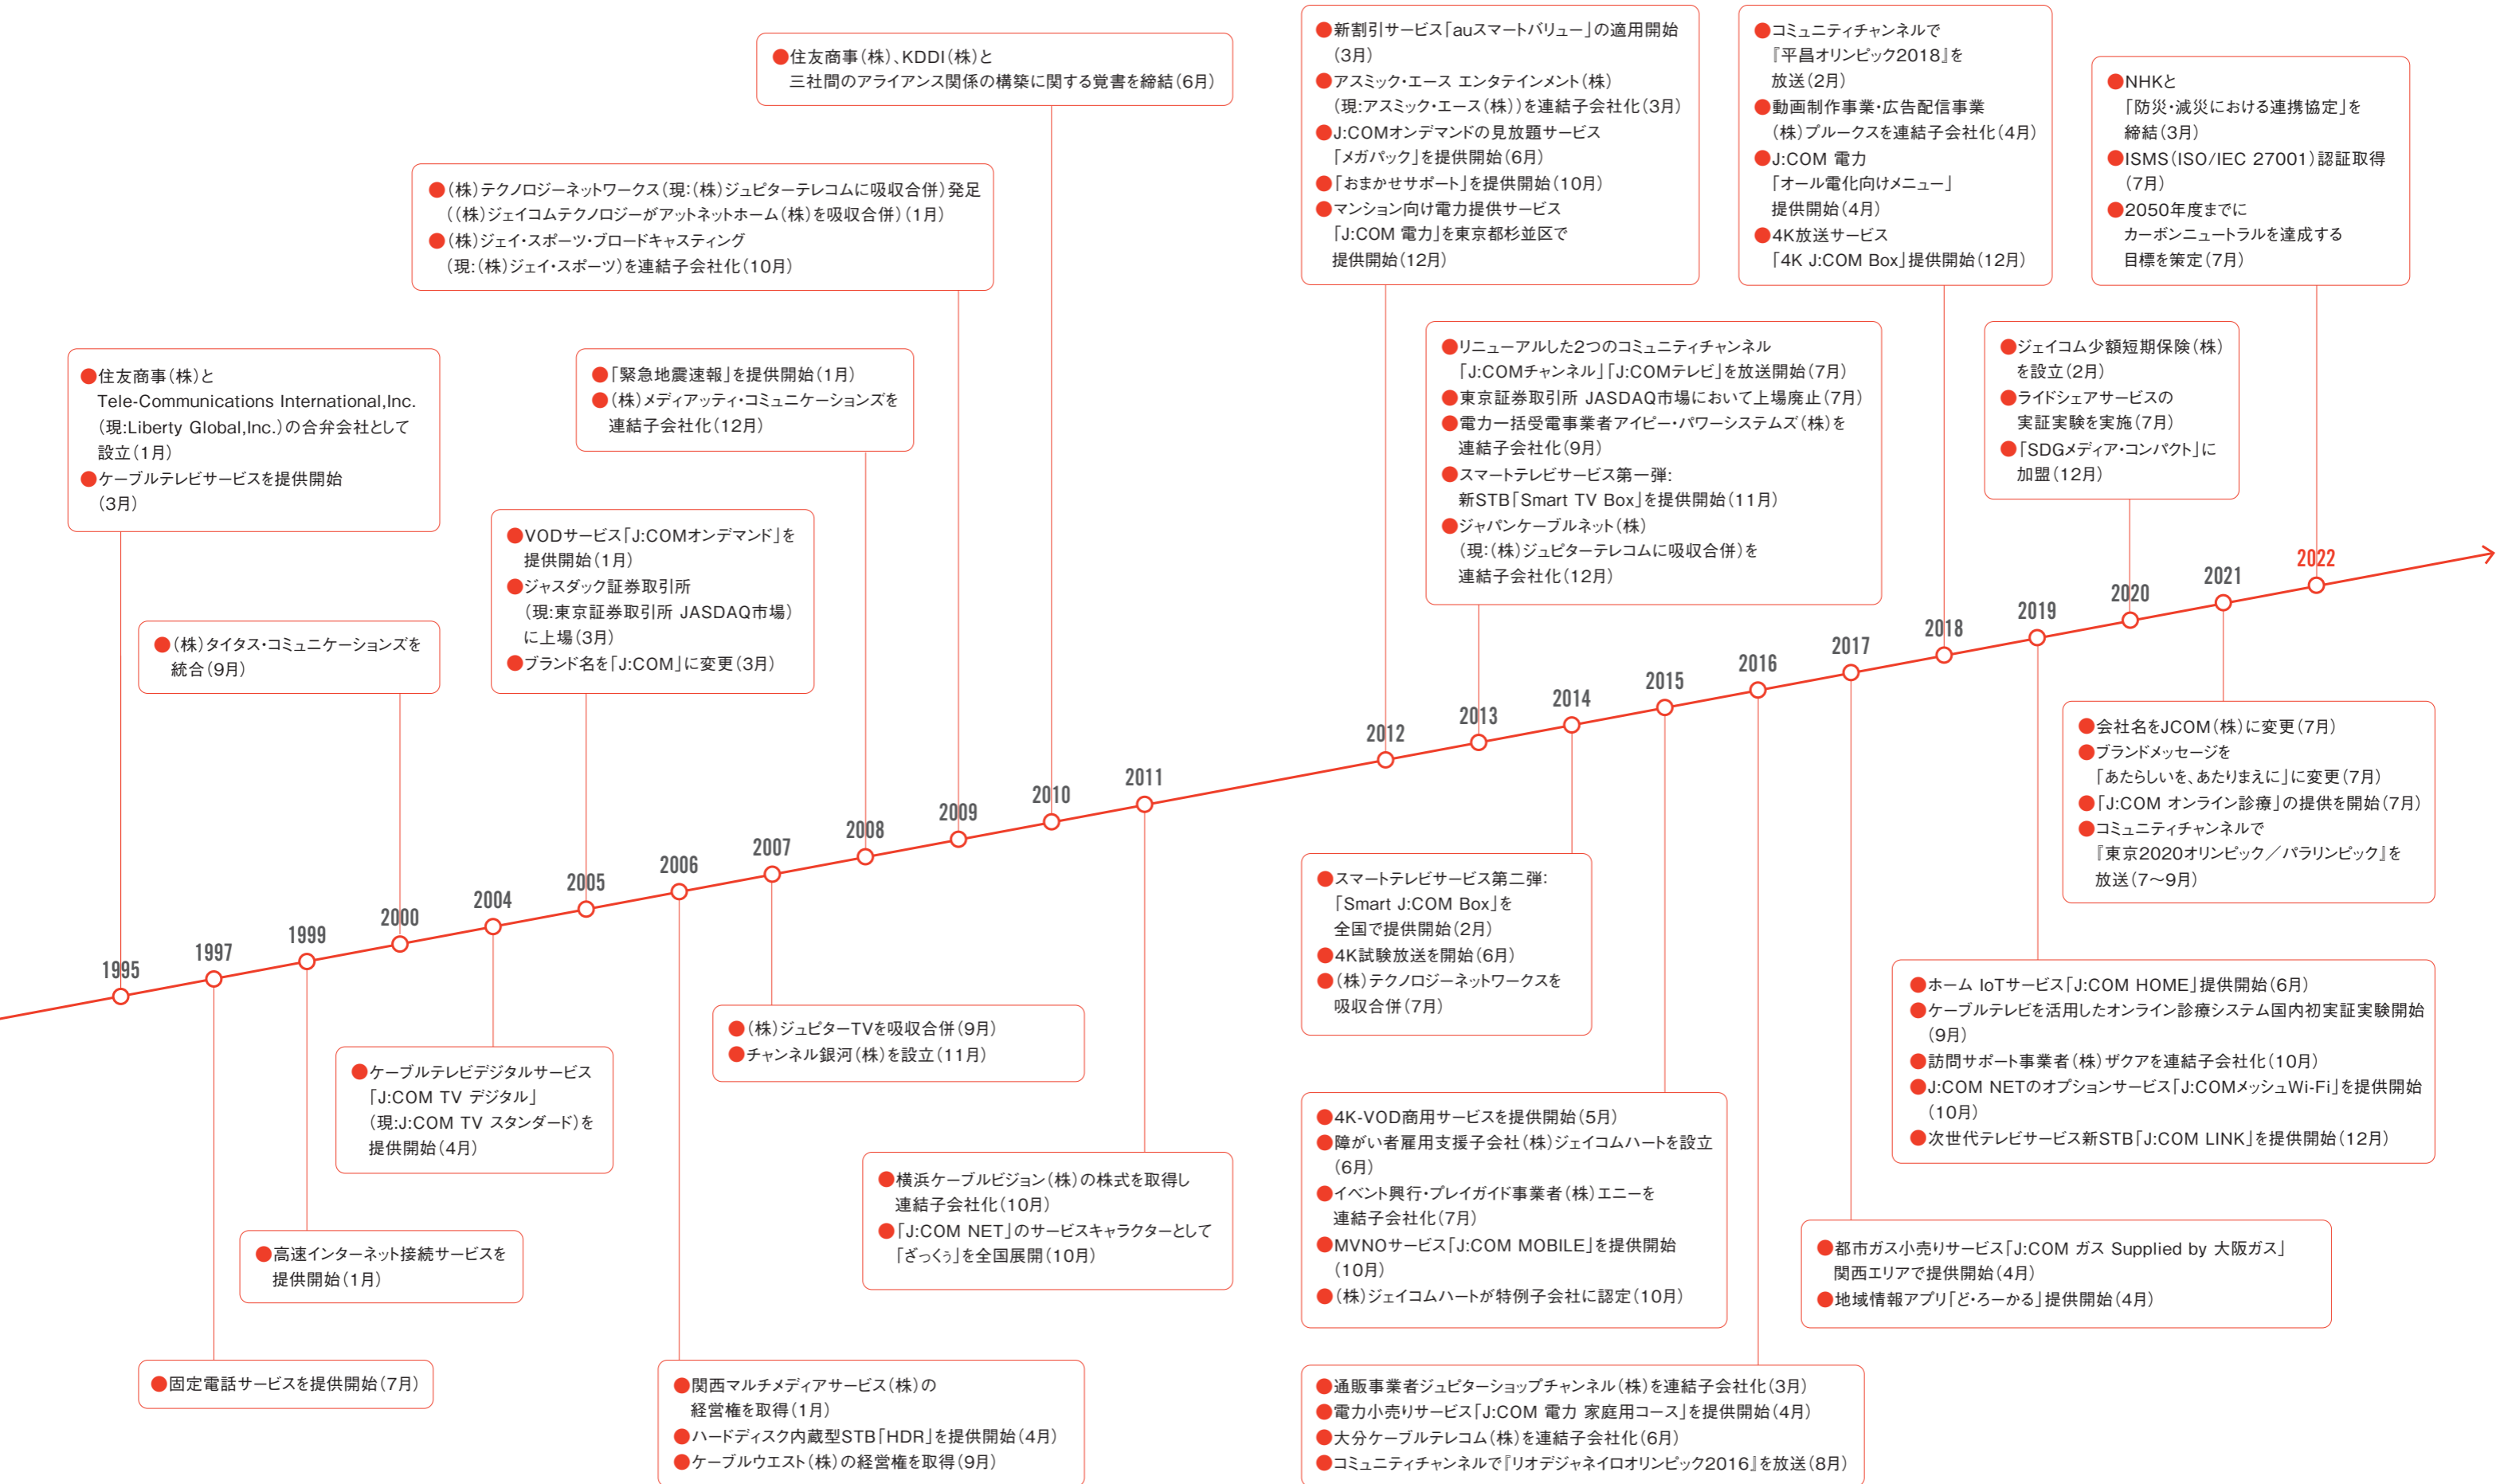 1995
●住友商事(株)と
Tele-Communications International,Inc.
(現:Liberty Global,Inc.)の合弁会社として
設立(1月)
●ケーブルテレビサービスを提供開始
(3月)
1997
●固定電話サービスを提供開始(7月)
1999
●高速インターネット接続サービスを
提供開始(1月)
2000
●(株)タイタス・コミュニケーションズを
統合(9月)
2004
●ケーブルテレビデジタルサービス
「J:COM TV デジタル」
(現:J:COM TV スタンダード)を
提供開始(4月)
2005
●VODサービス「J:COMオンデマンド」を
提供開始(1月)
●ジャスダック証券取引所
(現:東京証券取引所 JASDAQ市場)
に上場(3月)
●ブランド名を「J:COM」に変更(3月)
2006
●関西マルチメディアサービス(株)の
経営権を取得(1月)
●ハードディスク内蔵型STB「HDR」を提供開始(4月)
●ケーブルウエスト(株)の経営権を取得(9月)
2007
●(株)ジュピターTVを吸収合併(9月)
●チャンネル銀河(株)を設立(11月)
2008
●「緊急地震速報」を提供開始(1月)
●(株)メディアッティ・コミュニケーションズを
連結子会社化(12月)
2009
●(株)テクノロジーネットワークス(現:(株)ジュピターテレコムに吸収合併)発足
((株)ジェイコムテクノロジーがアットネットホーム(株)を吸収合併)(1月)
●(株)ジェイ・スポーツ・ブロードキャスティング
(現:(株)ジェイ・スポーツ)を連結子会社化(10月)
2010
●住友商事(株)、KDDI(株)と
三社間のアライアンス関係の構築に関する覚書を締結(6月)
2011
●横浜ケーブルビジョン(株)の株式を取得し
連結子会社化(10月)
●「J:COM NET」のサービスキャラクターとして
「ざっくぅ」を全国展開(10月)
2012
●新割引サービス「auスマートバリュー」の適用開始
(3月)
●アスミック・エース エンタテインメント(株)
(現:アスミック・エース(株))を連結子会社化(3月)
●J:COMオンデマンドの見放題サービス
「メガパック」を提供開始(6月)
●「おまかせサポート」を提供開始(10月)
●マンション向け電力提供サービス
「J:COM 電力」を東京都杉並区で
提供開始(12月)
2013
●リニューアルした2つのコミュニティチャンネル
「J:COMチャンネル」「J:COMテレビ」を放送開始(7月)
●東京証券取引所 JASDAQ市場において上場廃止(7月)
●電力一括受電事業者アイピー・パワーシステムズ(株)を
連結子会社化(9月)
●スマートテレビサービス第一弾:
新STB「Smart TV Box」を提供開始(11月)
●ジャパンケーブルネット(株)
(現:(株)ジュピターテレコムに吸収合併)を
連結子会社化(12月)
2014
●スマートテレビサービス第二弾:
「Smart J:COM Box」を
全国で提供開始(2月)
●4K試験放送を開始(6月)
●(株)テクノロジーネットワークスを
吸収合併(7月)
2015
●4K-VOD商用サービスを提供開始(5月)
●障がい者雇用支援子会社(株)ジェイコムハートを設立
(6月)
●イベント興行・プレイガイド事業者(株)エニーを
連結子会社化(7月)
●MVNOサービス「J:COM MOBILE」を提供開始
(10月)
●(株)ジェイコムハートが特例子会社に認定(10月)
2016
●通販事業者ジュピターショップチャンネル(株)を連結子会社化(3月)
●電力小売りサービス「J:COM 電力 家庭用コース」を提供開始(4月)
●大分ケーブルテレコム(株)を連結子会社化(6月)
●コミュニティチャンネルで『リオデジャネイロオリンピック2016』を放送(8月)
2017
●都市ガス小売りサービス「J:COM ガス Supplied by 大阪ガス」
関西エリアで提供開始(4月)
●地域情報アプリ「ど・ろーかる」提供開始(4月)
2018
●コミュニティチャンネルで
『平昌オリンピック2018』を
放送(2月)
●動画制作事業・広告配信事業
(株)プルークスを連結子会社化(4月)
●J:COM 電力
「オール電化向けメニュー」
提供開始(4月)
●4K放送サービス
「4K J:COM Box」提供開始(12月)
2019
●ホーム IoTサービス「J:COM HOME」提供開始(6月)
●ケーブルテレビを活用したオンライン診療システム国内初実証実験開始
(9月)
●訪問サポート事業者(株)ザクアを連結子会社化(10月)
●J:COM NETのオプションサービス「J:COMメッシュWi-Fi」を提供開始
(10月)
●次世代テレビサービス新STB「J:COM LINK」を提供開始(12月)
2020
●ジェイコム少額短期保険(株)
を設立(2月)
●ライドシェアサービスの
実証実験を実施(7月)
●「SDGメディア・コンパクト」に
加盟(12月)
2021
●会社名をJCOM(株)に変更(7月)
●ブランドメッセージを
「あたらしいを、あたりまえに」に変更(7月)
●「J:COM オンライン診療」の提供を開始(7月)
●コミュニティチャンネルで
『東京2020オリンピック/パラリンピック』を
放送(7〜9月)
2022
●NHKと
「防災・減災における連携協定」を
締結(3月)
●ISMS(ISO/IEC 27001)認証取得
(7月)
●2050年度までに
カーボンニュートラルを達成する
目標を策定(7月)